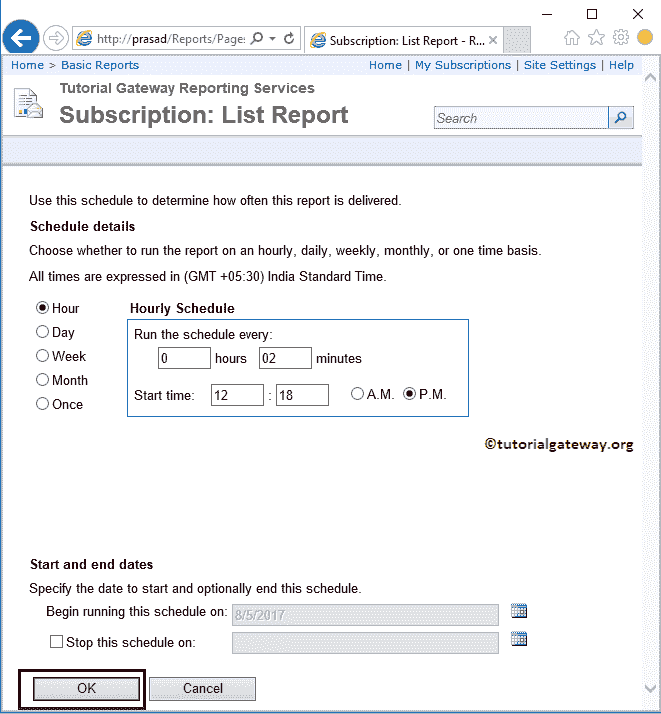 http://prasad/Reports/Page:
Subscription: List Report - R...
Home > Basic Reports
Home | My Subscriptions | Site Settings | Help
Tutorial Gateway Reporting Services
Subscription: List Report
Search
Use this schedule to determine how often this report is delivered.
Schedule details
Choose whether to run the report on an hourly, daily, weekly, monthly, or one time basis.
All times are expressed in (GMT +05:30) India Standard Time.
Hour
Day
Week
Month
Once
Hourly Schedule
Run the schedule every:
0 hours 02 minutes
Start time: 12 : 18 A.M. P.M.
©tutorialgateway.org
Start and end dates
Specify the date to start and optionally end this schedule.
Begin running this schedule on: 8/5/2017
Stop this schedule on:
OK Cancel